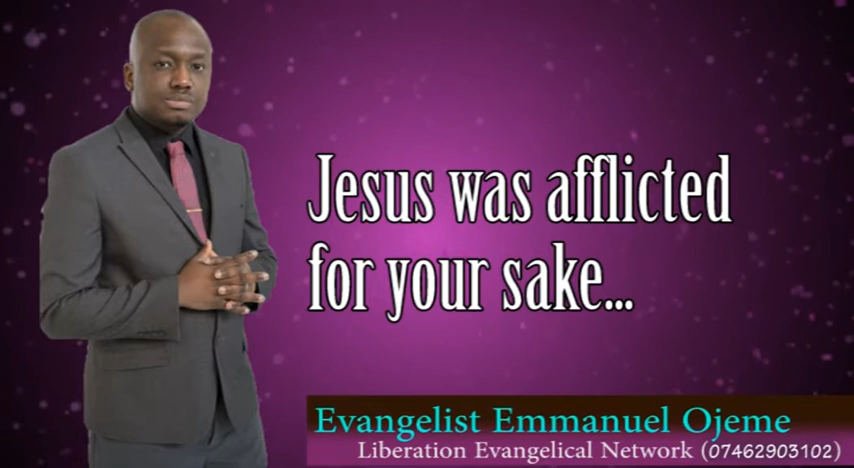 Jesus was afflicted
for your sake...
Evangelist Emmanuel Ojeme
Liberation Evangelical Network (07462903102)